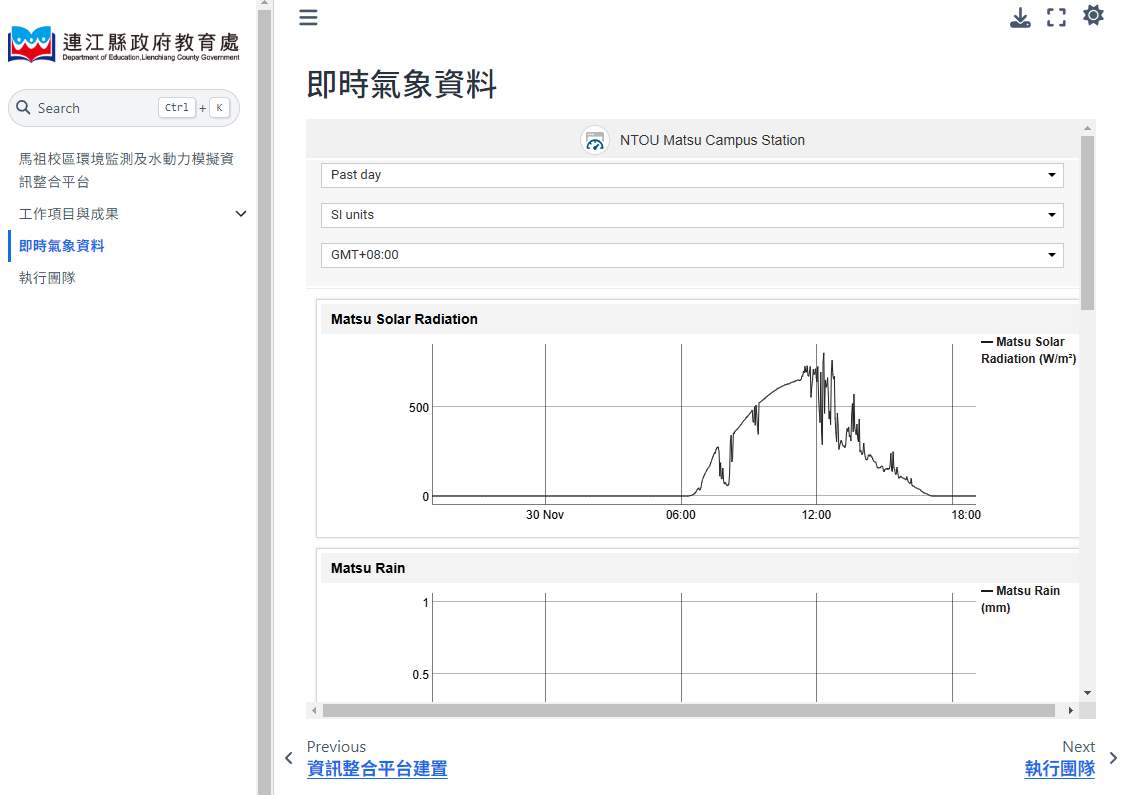 連江縣政府教育處
Department of Education,Lienchiang County Government
Search Ctrl + K
馬祖校區環境監測及水動力模擬資
訊整合平台
工作項目與成果
即時氣象資料
執行團隊
即時氣象資料
NTOU Matsu Campus Station
Past day
SI units
GMT+08:00
Matsu Solar Radiation
Matsu Solar
Radiation (W/m²)
500
0
30 Nov 06:00 12:00 18:00
Matsu Rain
Matsu Rain
(mm)
1
0.5
Previous
資訊整合平台建置
Next
執行團隊